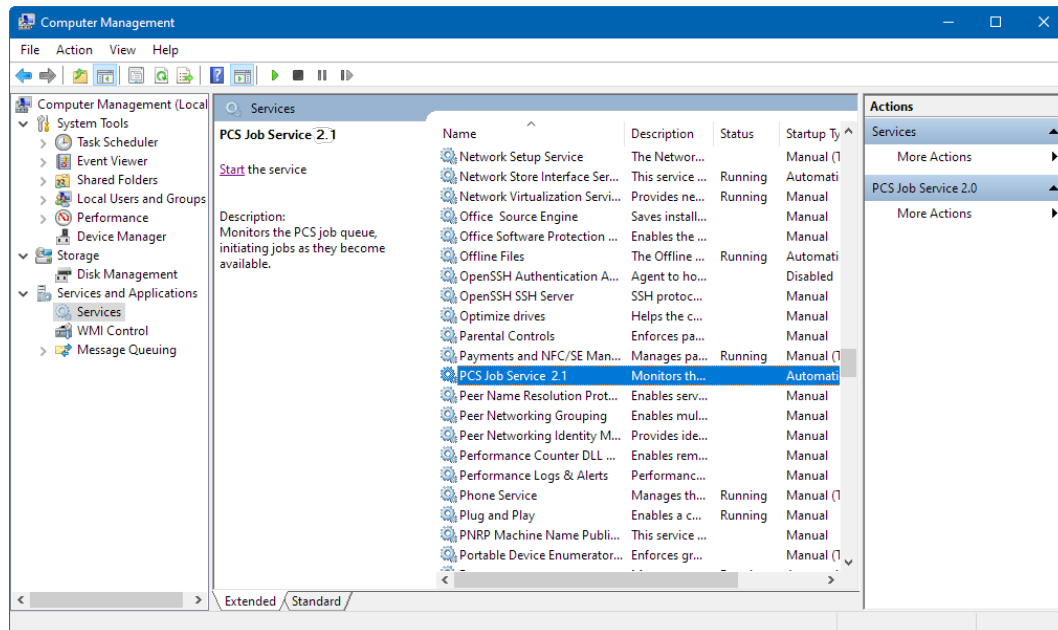 Computer Management
File Action View Help
Computer Management (Local
System Tools
Task Scheduler
Event Viewer
Shared Folders
Local Users and Groups
Performance
Device Manager
Storage
Disk Management
Services and Applications
Services
WMI Control
Message Queuing
Services
PCS Job Service 2.1
Start the service
Description:
Monitors the PCS job queue,
initiating jobs as they become
available.
Name Description Status Startup Ty
Network Setup Service The Networ... Manual (T
Network Store Interface Ser... This service ... Running Automati
Network Virtualization Servi... Provides ne... Running Manual
Office Source Engine Saves install... Manual
Office Software Protection ... Enables the ... Manual
Offline Files The Offline ... Running Automati
OpenSSH Authentication A... Agent to ho... Disabled
OpenSSH SSH Server SSH protoc... Manual
Optimize drives Helps the c... Manual
Parental Controls Enforces pa... Manual
Payments and NFC/SE Man... Manages pa... Running Manual (T
PCS Job Service 2.1 Monitors th... Automati
Peer Name Resolution Prot... Enables serv... Manual
Peer Networking Grouping Enables mul... Manual
Peer Networking Identity M... Provides ide... Manual
Performance Counter DLL ... Enables rem... Manual
Performance Logs & Alerts Performanc... Manual
Phone Service Manages th... Running Manual (T
Plug and Play Enables a c... Running Manual
PNRP Machine Name Publi... This service ... Manual
Portable Device Enumerator... Enforces gr... Manual (T
Extended Standard
Actions
Services
More Actions
PCS Job Service 2.0
More Actions